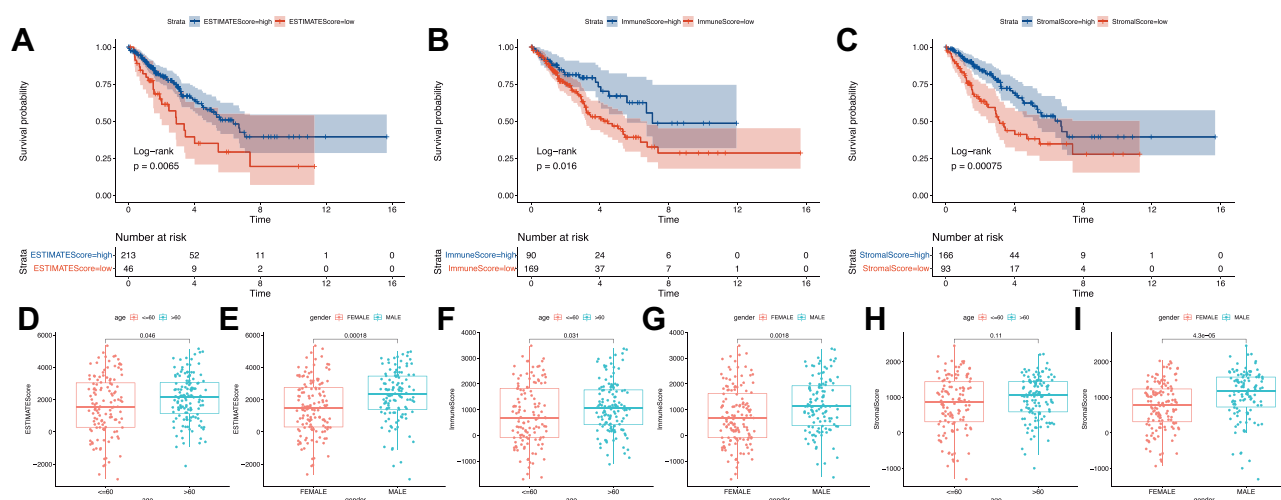 A
Strata ESTIMATEScore=high ESTIMATEScore=low
Survival probability
1.00
0.75
0.50
0.25
0.00
Log-rank
p = 0.0065
0 4 8 12 16
Time
Number at risk
Strata
ESTIMATEScore=high 213 52 11 1 0
ESTIMATEScore=low 46 9 2 0 0
0 4 8 12 16
Time
B
Strata ImmuneScore=high ImmuneScore=low
Survival probability
1.00
0.75
0.50
0.25
0.00
Log-rank
p = 0.016
0 4 8 12 16
Time
Number at risk
Strata
ImmuneScore=high 90 24 6 0 0
ImmuneScore=low 169 37 7 1 0
0 4 8 12 16
Time
C
Strata StromalScore=high StromalScore=low
Survival probability
1.00
0.75
0.50
0.25
0.00
Log-rank
p = 0.00075
0 4 8 12 16
Time
Number at risk
Strata
StromalScore=high 166 44 9 1 0
StromalScore=low 93 17 4 0 0
0 4 8 12 16
Time
D
age <=60 >60
0.046
ESTIMATEScore
6000
4000
2000
0
-2000
<=60 >60
age
E
gender FEMALE MALE
0.00018
ESTIMATEScore
6000
4000
2000
0
-2000
FEMALE MALE
gender
F
age <=60 >60
0.031
ImmuneScore
4000
3000
2000
1000
0
-1000
<=60 >60
age
G
gender FEMALE MALE
0.0018
ImmuneScore
4000
3000
2000
1000
0
-1000
FEMALE MALE
gender
H
age <=60 >60
0.11
StromalScore
2000
1000
0
-1000
<=60 >60
age
I
gender FEMALE MALE
4.3e-05
StromalScore
2000
1000
0
-1000
FEMALE MALE
gender